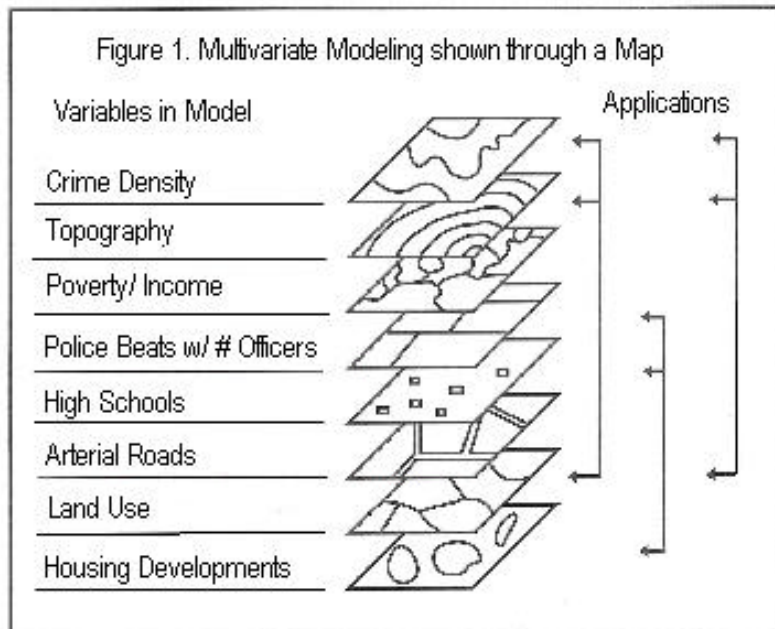 Figure 1. Multivariate Modeling shown through a Map
Variables in Model
Applications
Crime Density
Topography
Poverty/ Income
Police Beats w/ # Officers
High Schools
Arterial Roads
Land Use
Housing Developments